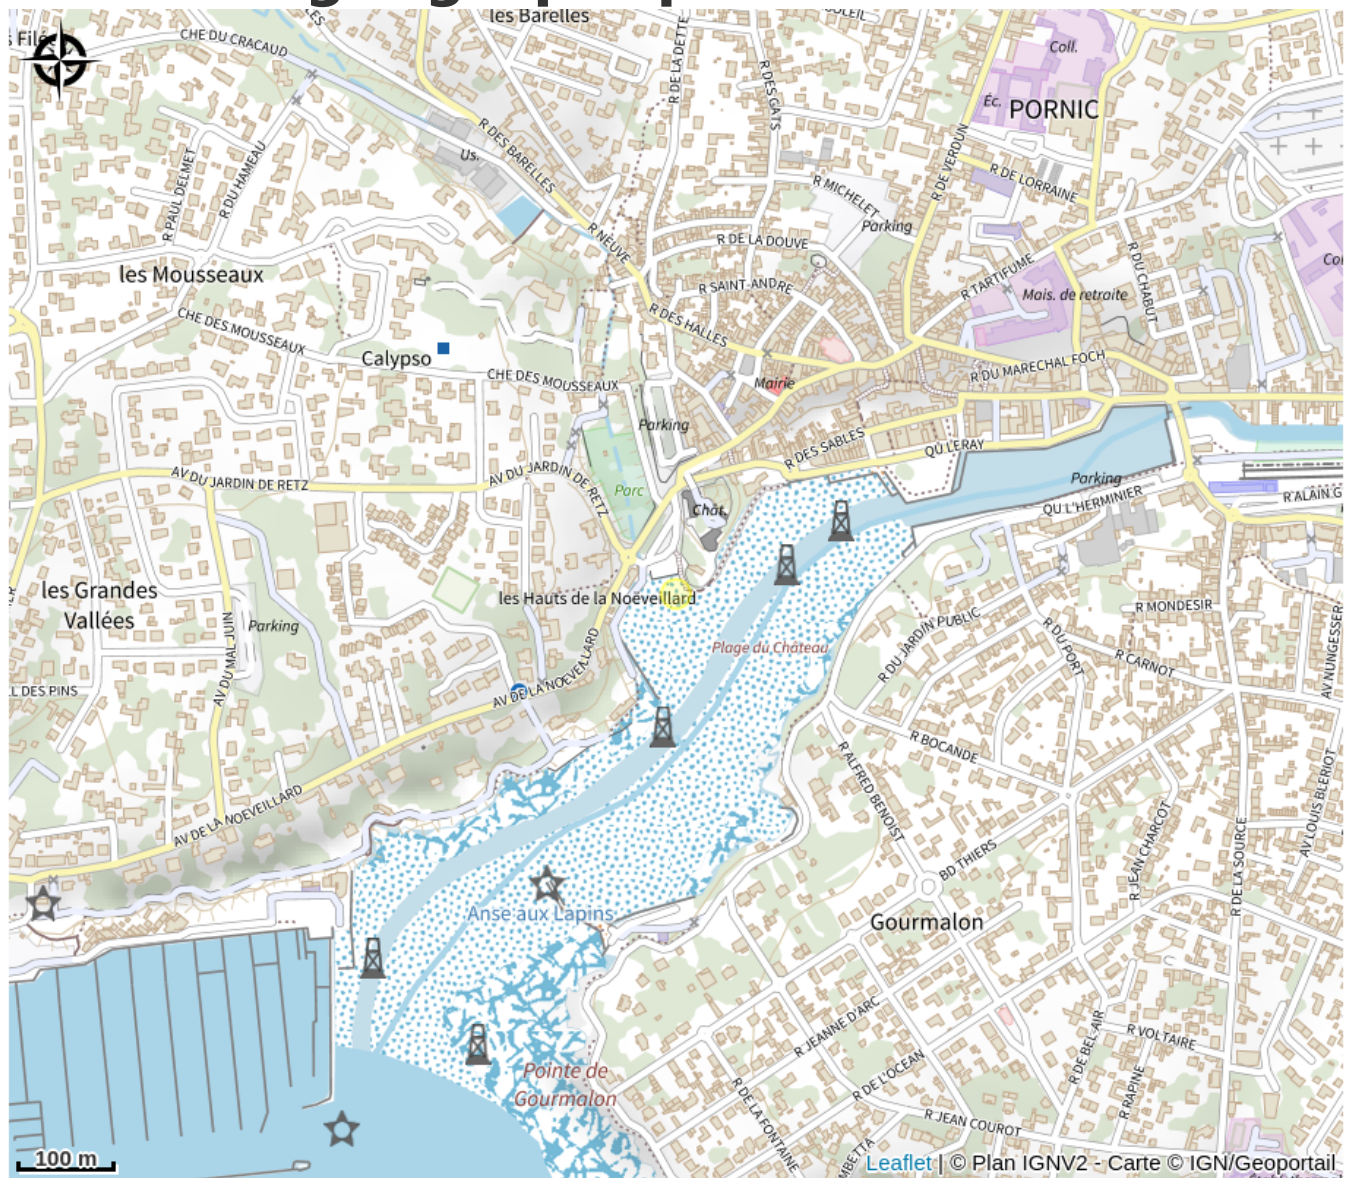 les Barelles
CHE DU CRACAUD
R DE LA DETTE
R DES GATS
Coll.
Éc.
PORNIC
R DES BARELLES
Us.
R PAUL DELMET
R DU HAMEAU
R DE VERDUN
R DE LORRAINE
R MICHELET
Parking
R NEUVE
R DE LA DOUVE
les Mousseaux
R SAINT-ANDRE
R TARTIFUME
Mais. de retraite
R DU CHABUT
CHE DES MOUSSEAUX
R DES HALLES
Calypso
CHE DES MOUSSEAUX
Mairie
R DU MARECHAL FOCH
Parking
R DES SABLES
QU LERAY
AV DU JARDIN DE RETZ
AV DU JARDIN DE RETZ
Parc
Chât.
Parking
QU L'HERMINIER
R ALAIN G
les Grandes
Vallées
les Hauts de la Noëveillard
Parking
R MONDESIR
R DU JARDIN PUBLIC
R DU PORT
R CARNOT
AV NUNGESSER
Plage du Château
AV DU MAL JUIN
L DES PINS
AV DE LA NOEVEILLARD
R BOCANDE
R ALFRED BENOIST
AV LOUIS BLERIOT
AV DE LA NOEVEILLARD
BD THIERS
R JEAN CHARCOT
R DE LA SOURCE
Anse aux Lapins
Gourmalon
R JEANNE D'ARC
R DE BEL-AIR
R VOLTAIRE
Pointe de
Gourmalon
R DE L'OCEAN
R DE LA FONTAINE
R RAPINE
R JEAN COUROT
MBETTA
100 m
Leaflet | © Plan IGNV2 - Carte © IGN/Geoportail